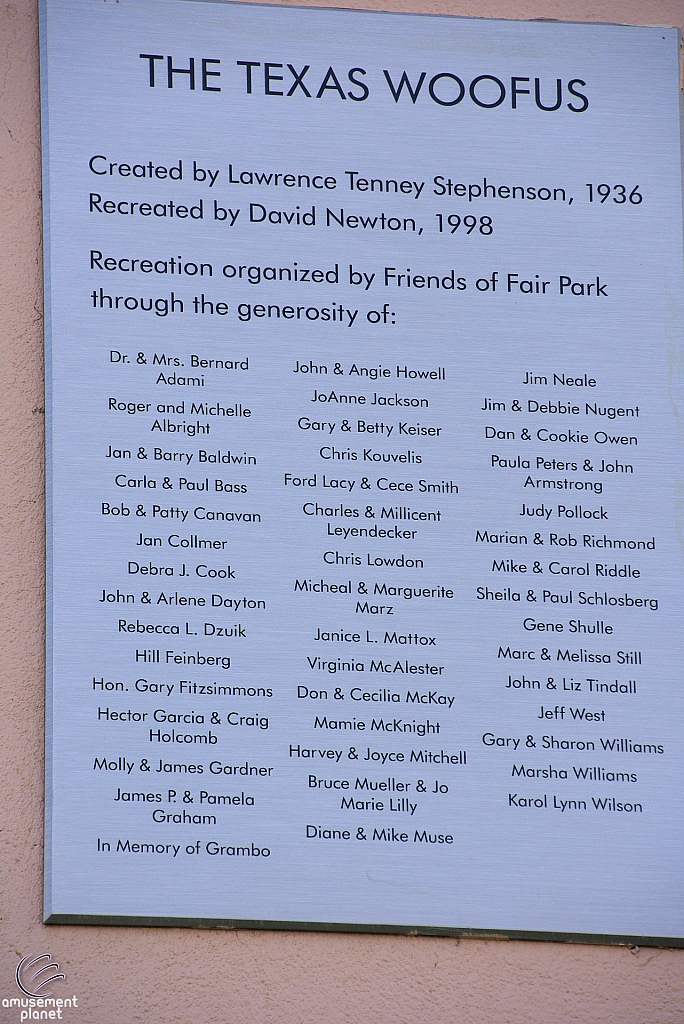 THE TEXAS WOOFUS
Created by Lawrence Tenney Stephenson, 1936
Recreated by David Newton, 1998
Recreation organized by Friends of Fair Park
through the generosity of:
Dr. & Mrs. Bernard
Adami
Roger and Michelle
Albright
Jan & Barry Baldwin
Carla & Paul Bass
Bob & Patty Canavan
Jan Collmer
Debra J. Cook
John & Arlene Dayton
Rebecca L. Dzuik
Hill Feinberg
Hon. Gary Fitzsimmons
Hector Garcia & Craig
Holcomb
Molly & James Gardner
James P. & Pamela
Graham
In Memory of Grambo
John & Angie Howell
JoAnne Jackson
Gary & Betty Keiser
Chris Kouvelis
Ford Lacy & Cece Smith
Charles & Millicent
Leyendecker
Chris Lowdon
Micheal & Marguerite
Marz
Janice L. Mattox
Virginia McAlester
Don & Cecilia McKay
Mamie McKnight
Harvey & Joyce Mitchell
Bruce Mueller & Jo
Marie Lilly
Diane & Mike Muse
Jim Neale
Jim & Debbie Nugent
Dan & Cookie Owen
Paula Peters & John
Armstrong
Judy Pollock
Marian & Rob Richmond
Mike & Carol Riddle
Sheila & Paul Schlosberg
Gene Shulle
Marc & Melissa Still
John & Liz Tindall
Jeff West
Gary & Sharon Williams
Marsha Williams
Karol Lynn Wilson
amusement
planet